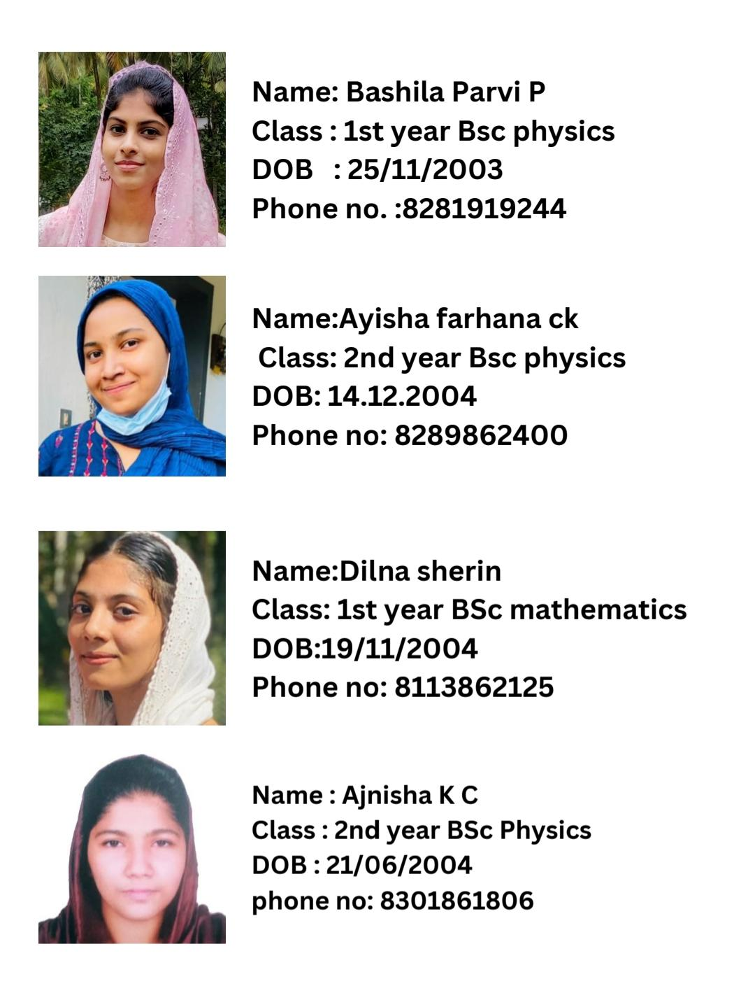 Name: Bashila Parvi P
Class : 1st year Bsc physics
DOB : 25/11/2003
Phone no. :8281919244
Name:Ayisha farhana ck
Class: 2nd year Bsc physics
DOB: 14.12.2004
Phone no: 8289862400
Name:Dilna sherin
Class: 1st year BSc mathematics
DOB:19/11/2004
Phone no: 8113862125
Name : Ajnisha K C
Class : 2nd year BSc Physics
DOB : 21/06/2004
phone no: 8301861806